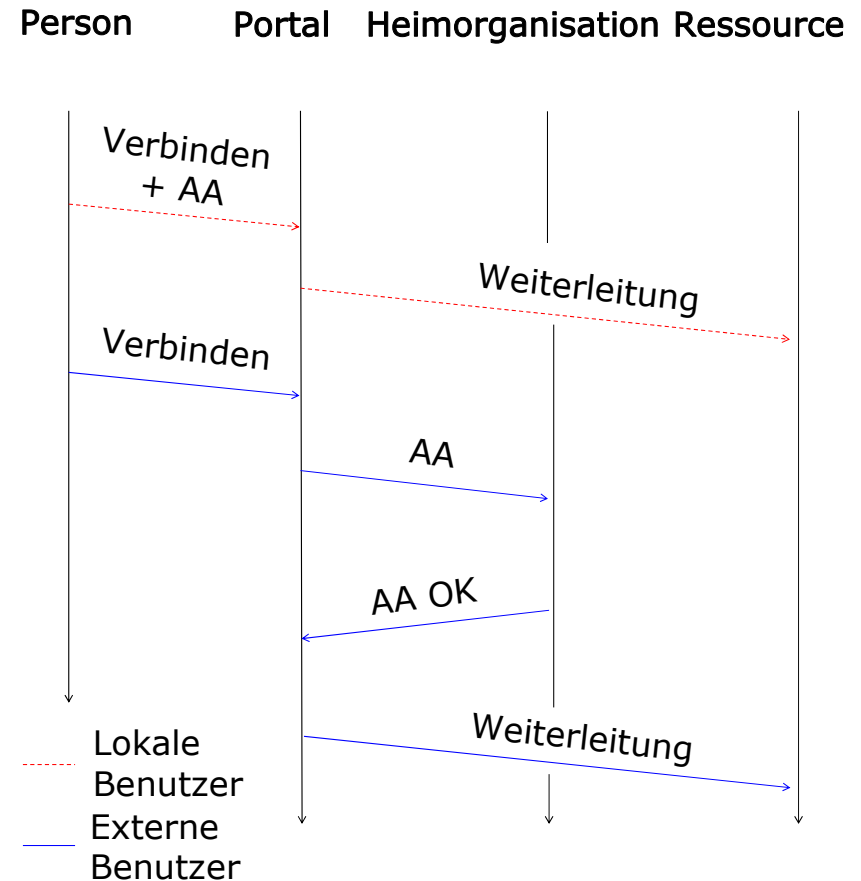 Person Portal Heimorganisation Ressource
Verbinden
+ AA
Weiterleitung
Verbinden
AA
AA OK
Weiterleitung
Lokale
Benutzer
Externe
Benutzer